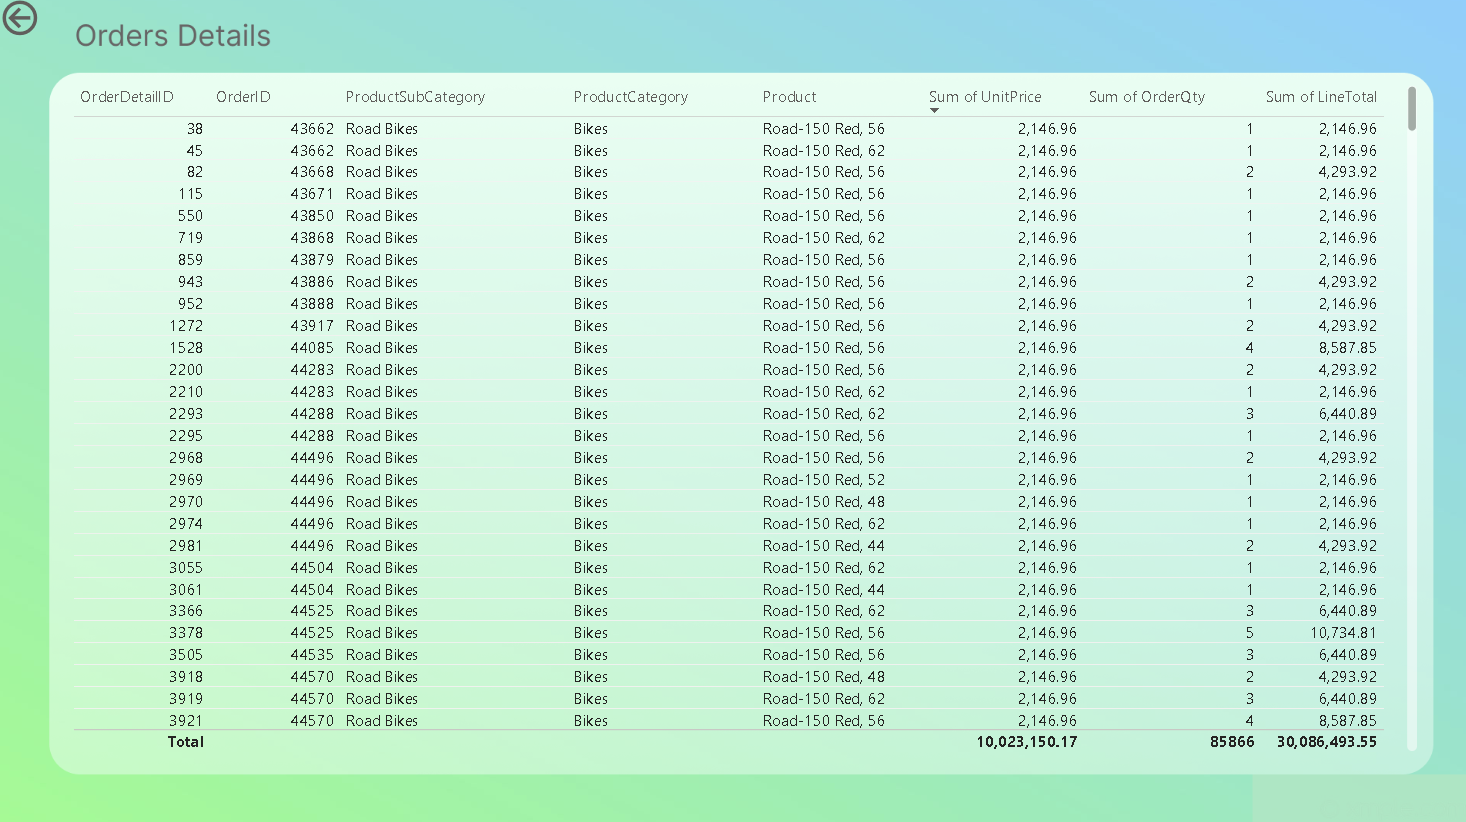 Orders Details
OrderDetailID OrderID ProductSubCategory ProductCategory Product Sum of UnitPrice Sum of OrderQty Sum of LineTotal
38 43662 Road Bikes Bikes Road-150 Red, 56 2,146.96 1 2,146.96
45 43662 Road Bikes Bikes Road-150 Red, 62 2,146.96 1 2,146.96
82 43668 Road Bikes Bikes Road-150 Red, 56 2,146.96 2 4,293.92
115 43671 Road Bikes Bikes Road-150 Red, 56 2,146.96 1 2,146.96
550 43850 Road Bikes Bikes Road-150 Red, 56 2,146.96 1 2,146.96
719 43868 Road Bikes Bikes Road-150 Red, 62 2,146.96 1 2,146.96
859 43879 Road Bikes Bikes Road-150 Red, 56 2,146.96 1 2,146.96
943 43886 Road Bikes Bikes Road-150 Red, 56 2,146.96 2 4,293.92
952 43888 Road Bikes Bikes Road-150 Red, 56 2,146.96 1 2,146.96
1272 43917 Road Bikes Bikes Road-150 Red, 56 2,146.96 2 4,293.92
1528 44085 Road Bikes Bikes Road-150 Red, 56 2,146.96 4 8,587.85
2200 44283 Road Bikes Bikes Road-150 Red, 56 2,146.96 2 4,293.92
2210 44283 Road Bikes Bikes Road-150 Red, 62 2,146.96 1 2,146.96
2293 44288 Road Bikes Bikes Road-150 Red, 62 2,146.96 3 6,440.89
2295 44288 Road Bikes Bikes Road-150 Red, 56 2,146.96 1 2,146.96
2968 44496 Road Bikes Bikes Road-150 Red, 56 2,146.96 2 4,293.92
2969 44496 Road Bikes Bikes Road-150 Red, 52 2,146.96 1 2,146.96
2970 44496 Road Bikes Bikes Road-150 Red, 48 2,146.96 1 2,146.96
2974 44496 Road Bikes Bikes Road-150 Red, 62 2,146.96 1 2,146.96
2981 44496 Road Bikes Bikes Road-150 Red, 44 2,146.96 2 4,293.92
3055 44504 Road Bikes Bikes Road-150 Red, 62 2,146.96 1 2,146.96
3061 44504 Road Bikes Bikes Road-150 Red, 44 2,146.96 1 2,146.96
3366 44525 Road Bikes Bikes Road-150 Red, 62 2,146.96 3 6,440.89
3378 44525 Road Bikes Bikes Road-150 Red, 56 2,146.96 5 10,734.81
3505 44535 Road Bikes Bikes Road-150 Red, 56 2,146.96 3 6,440.89
3918 44570 Road Bikes Bikes Road-150 Red, 48 2,146.96 2 4,293.92
3919 44570 Road Bikes Bikes Road-150 Red, 62 2,146.96 3 6,440.89
3921 44570 Road Bikes Bikes Road-150 Red, 56 2,146.96 4 8,587.85
Total 10,023,150.17 85866 30,086,493.55